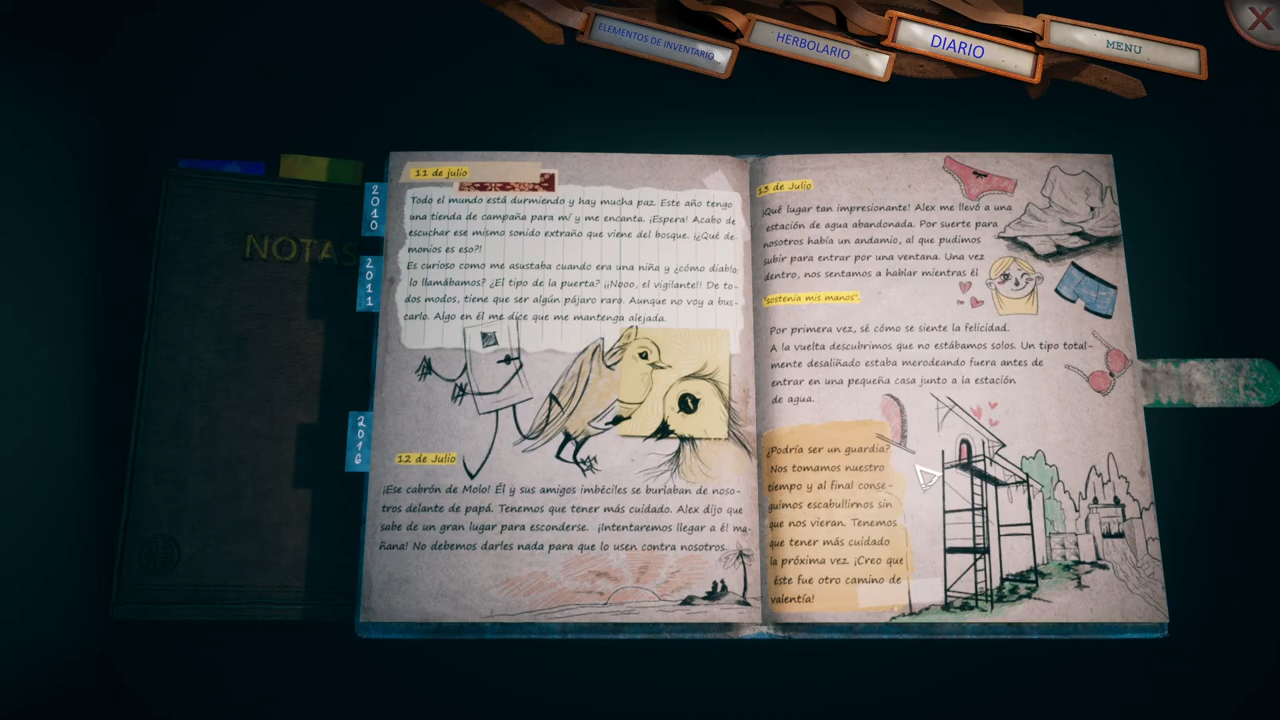 ELEMENTOS DE INVENTARIO
HERBOLARIO
DIARIO
MENU
X
NOTAS
2010
2011
2016
11 de julio
Todo el mundo está durmiendo y hay mucha paz. Este año tengo
una tienda de campaña para mí y me encanta. ¡Espera! Acabo de
escuchar ese mismo sonido extraño que viene del bosque. ¡¿Qué de-
monios es eso?!
Es curioso como me asustaba cuando era una niña y ¿cómo diablo
lo llamábamos? ¿El tipo de la puerta? ¡¡Nooo, el vigilante!! De to-
dos modos, tiene que ser algún pájaro raro. Aunque no voy a bus-
carlo. Algo en él me dice que me mantenga alejada.
12 de Julio
¡Ese cabrón de Molo! Él y sus amigos imbéciles se burlaban de noso-
tros delante de papá. Tenemos que tener más cuidado. Alex dijo que
sabe de un gran lugar para esconderse. ¡Intentaremos llegar a él! ma-
ñana! No debemos darles nada para que lo usen contra nosotros.
13 de Julio
¡Qué lugar tan impresionante! Alex me llevó a una
estación de agua abandonada. Por suerte para
nosotros había un andamio, al que pudimos
subir para entrar por una ventana. Una vez
dentro, nos sentamos a hablar mientras él
"sostenía mis manos".
Por primera vez, sé cómo se siente la felicidad.
A la vuelta descubrimos que no estábamos solos. Un tipo total-
mente desaliñado estaba merodeando fuera antes de
entrar en una pequeña casa junto a la estación
de agua.
¿Podría ser un guardia?
Nos tomamos nuestro
tiempo y al final conse-
guimos escabullirnos sin
que nos vieran. Tenemos
que tener más cuidado
la próxima vez. ¡Creo que
éste fue otro camino de
valentía!